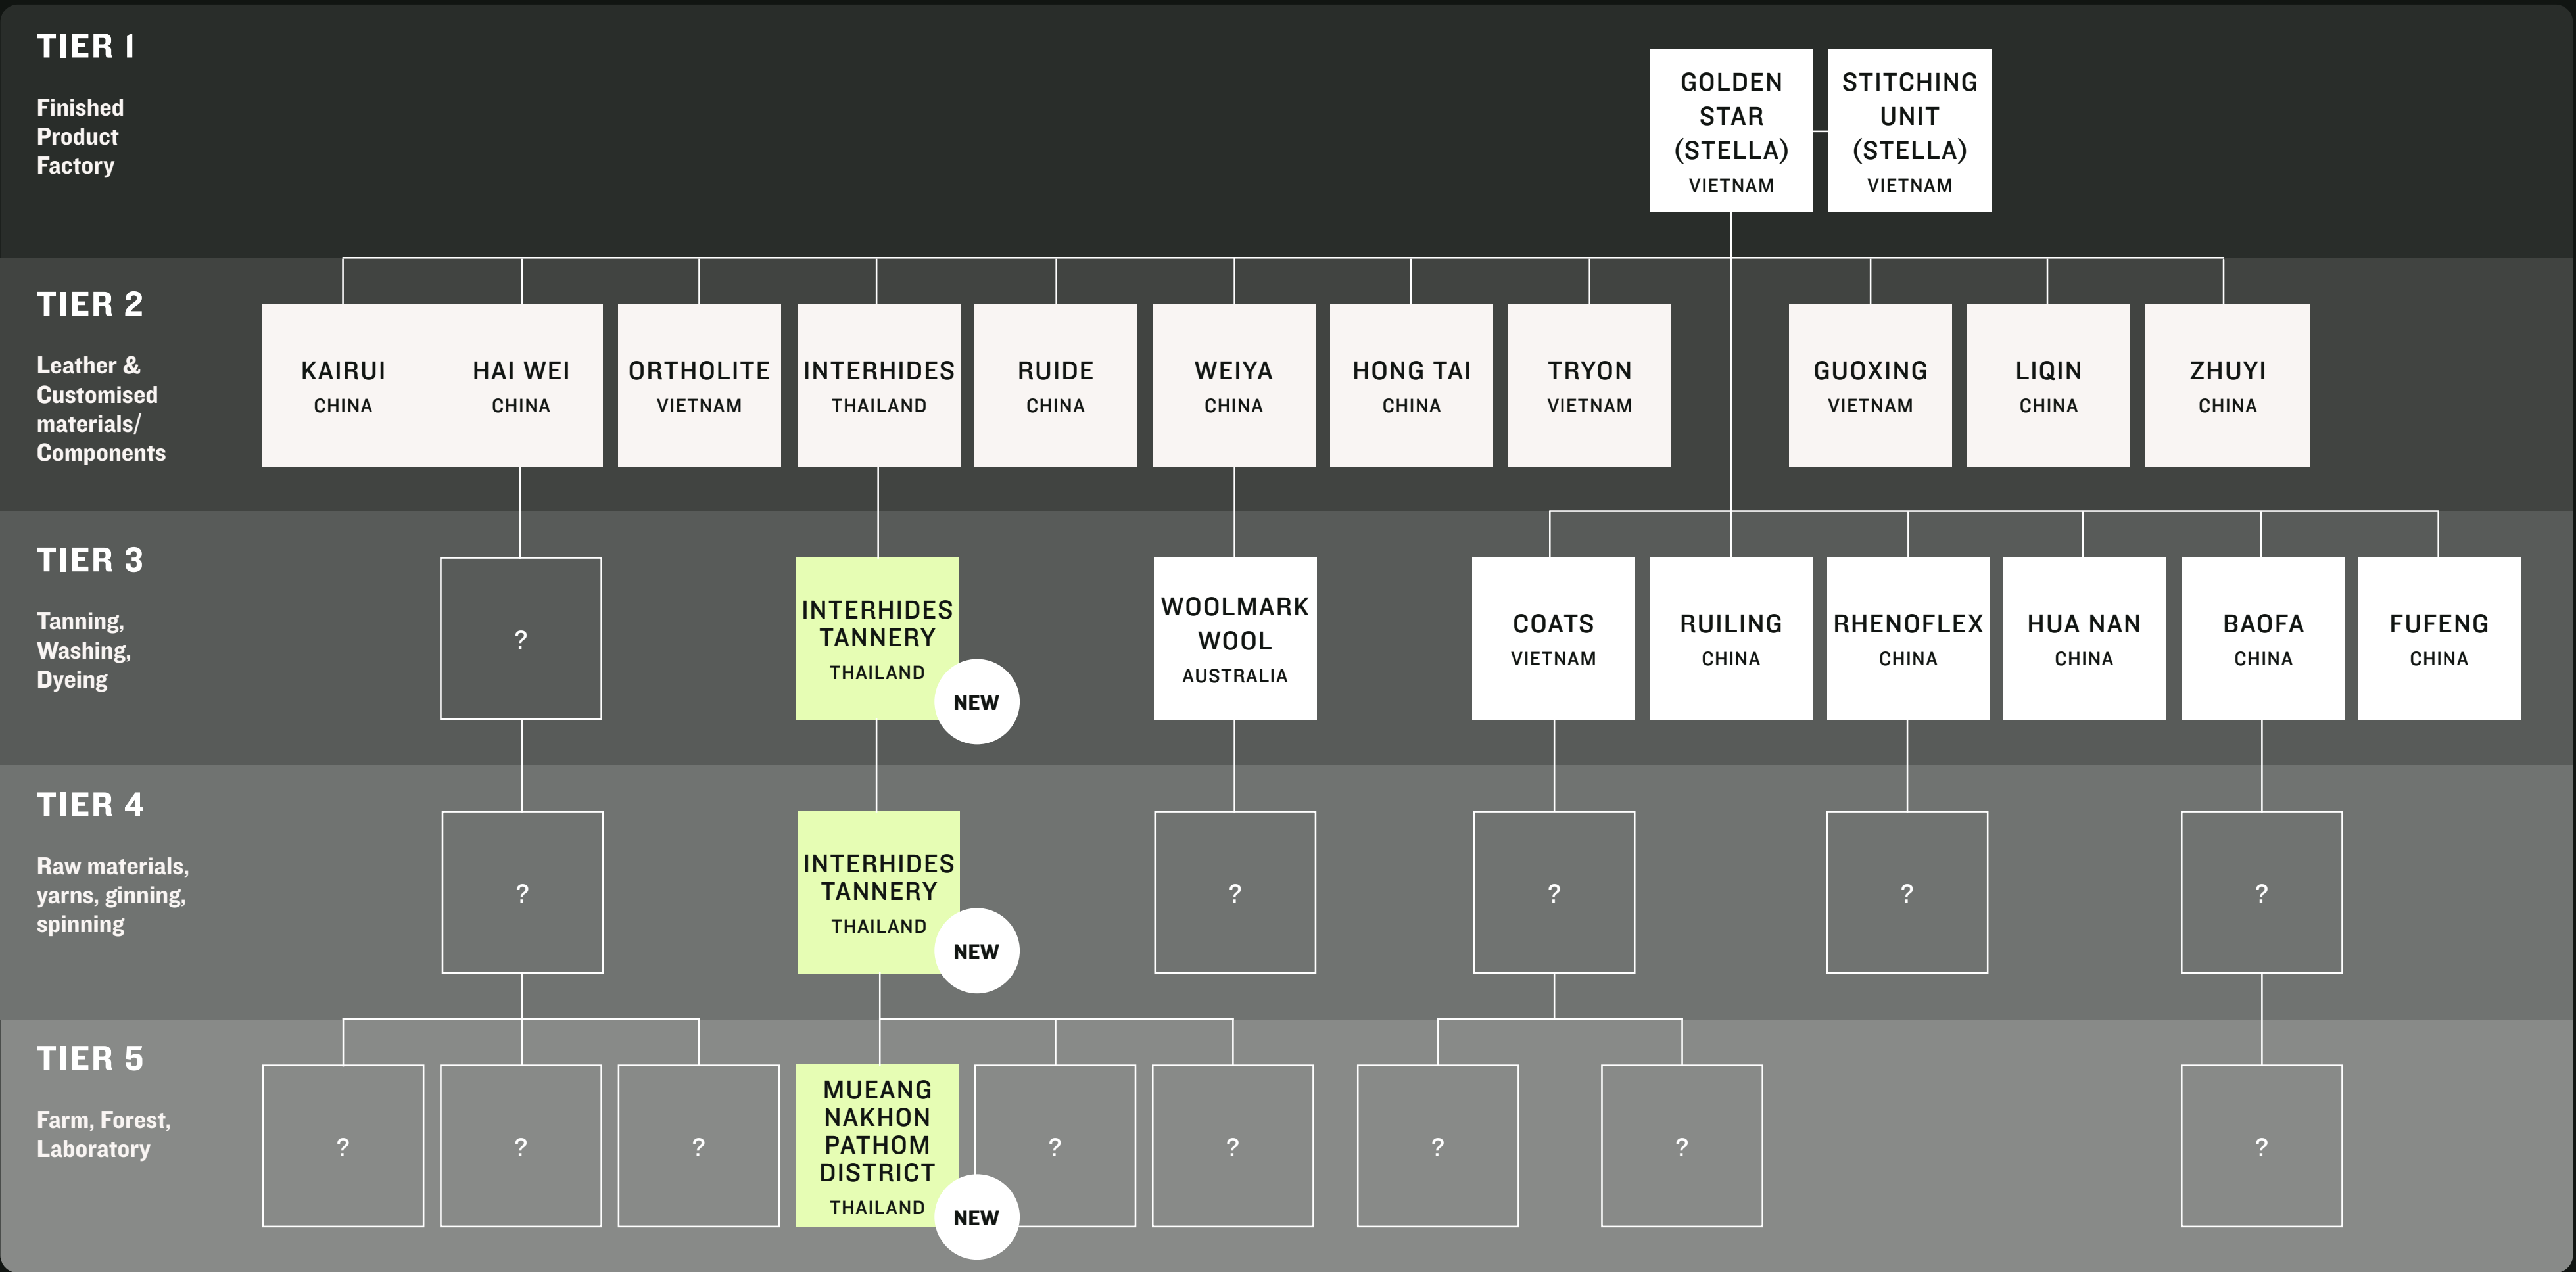 TIER 1
Finished
Product
Factory
GOLDEN
STAR
(STELLA)
VIETNAM
STITCHING
UNIT
(STELLA)
VIETNAM
TIER 2
Leather &
Customised
materials/
Components
KAIRUI
CHINA
HAI WEI
CHINA
ORTHOLITE
VIETNAM
INTERHIDES
THAILAND
RUIDE
CHINA
WEIYA
CHINA
HONG TAI
CHINA
TRYON
VIETNAM
GUOXING
VIETNAM
LIQIN
CHINA
ZHUYI
CHINA
TIER 3
Tanning,
Washing,
Dyeing
?
INTERHIDES
TANNERY
THAILAND
NEW
WOOLMARK
WOOL
AUSTRALIA
COATS
VIETNAM
RUILING
CHINA
RHENOFLEX
CHINA
HUA NAN
CHINA
BAOFA
CHINA
FUFENG
CHINA
TIER 4
Raw materials,
yarns, ginning,
spinning
?
INTERHIDES
TANNERY
THAILAND
NEW
?
?
?
?
TIER 5
Farm, Forest,
Laboratory
?
?
?
MUEANG
NAKHON
PATHOM
DISTRICT
THAILAND
NEW
?
?
?
?
?